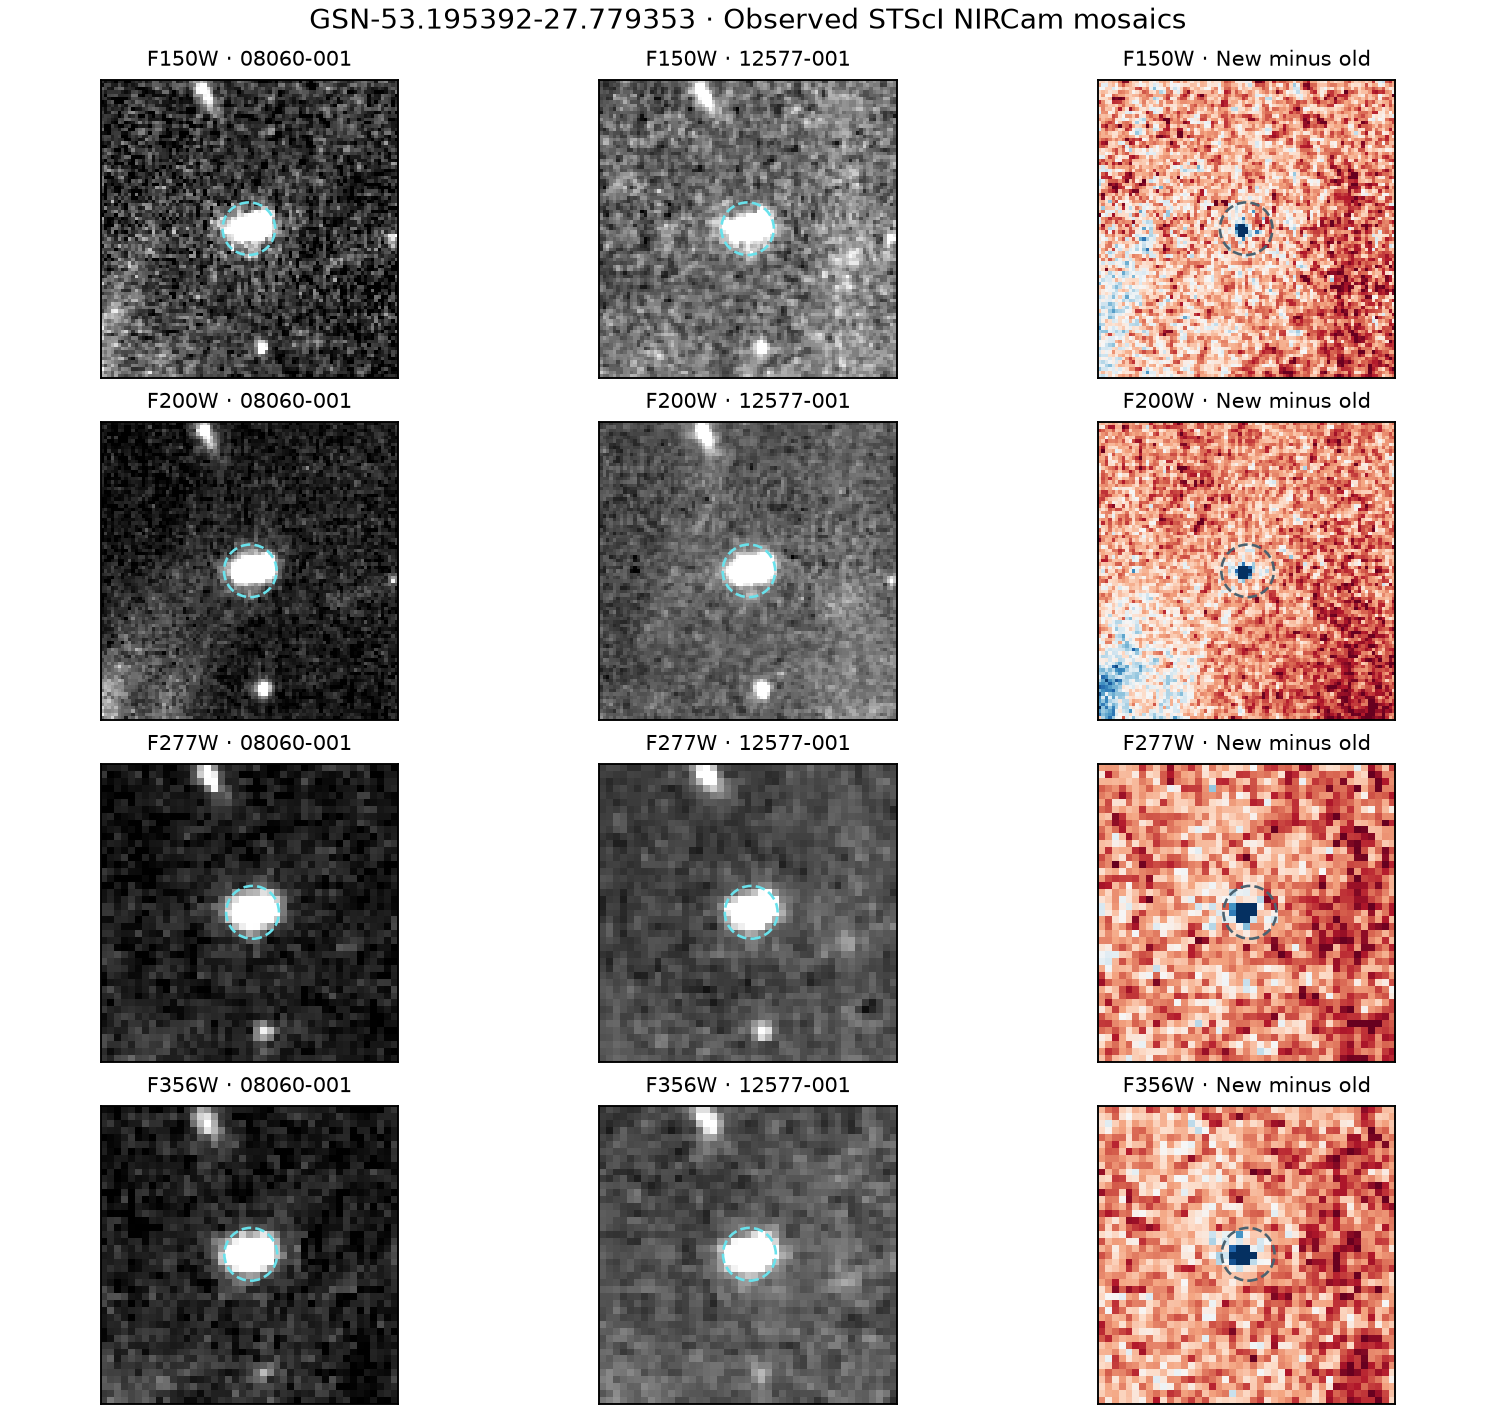 GSN-53.195392-27.779353 · Observed STScI NIRCam mosaics
F150W · 08060-001
F150W · 12577-001
F150W · New minus old
F200W · 08060-001
F200W · 12577-001
F200W · New minus old
F277W · 08060-001
F277W · 12577-001
F277W · New minus old
F356W · 08060-001
F356W · 12577-001
F356W · New minus old